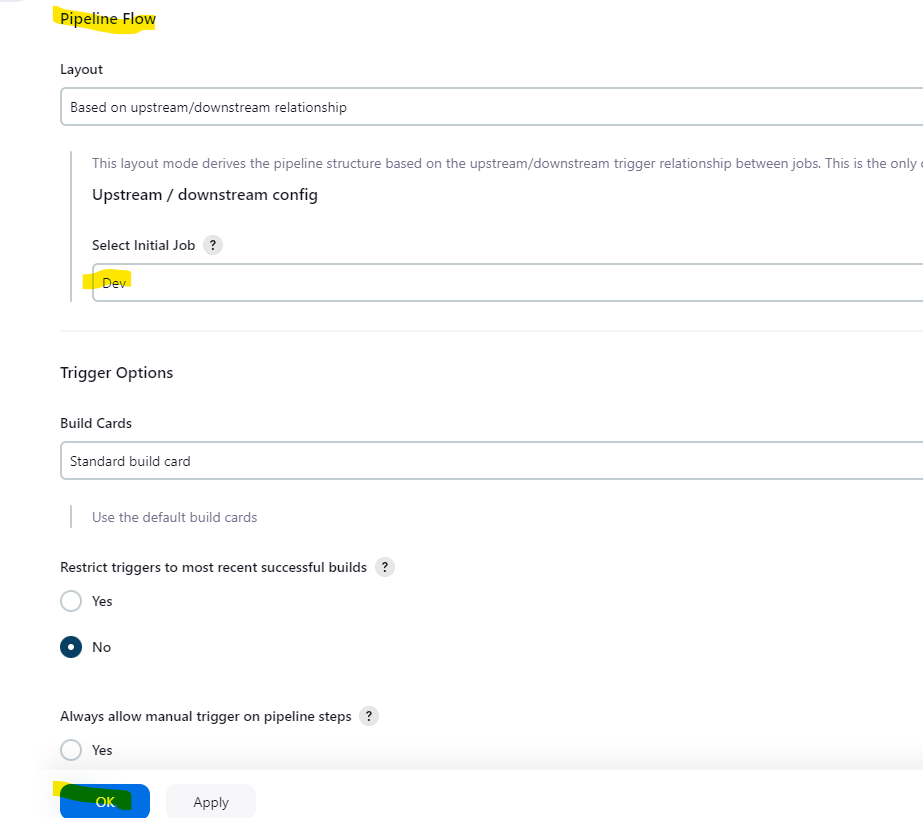 Pipeline Flow
Layout
Based on upstream/downstream relationship
This layout mode derives the pipeline structure based on the upstream/downstream trigger relationship between jobs. This is the only
Upstream / downstream config
Select Initial Job ?
Dev
Trigger Options
Build Cards
Standard build card
Use the default build cards
Restrict triggers to most recent successful builds ?
Yes
No
Always allow manual trigger on pipeline steps ?
Yes
OK Apply